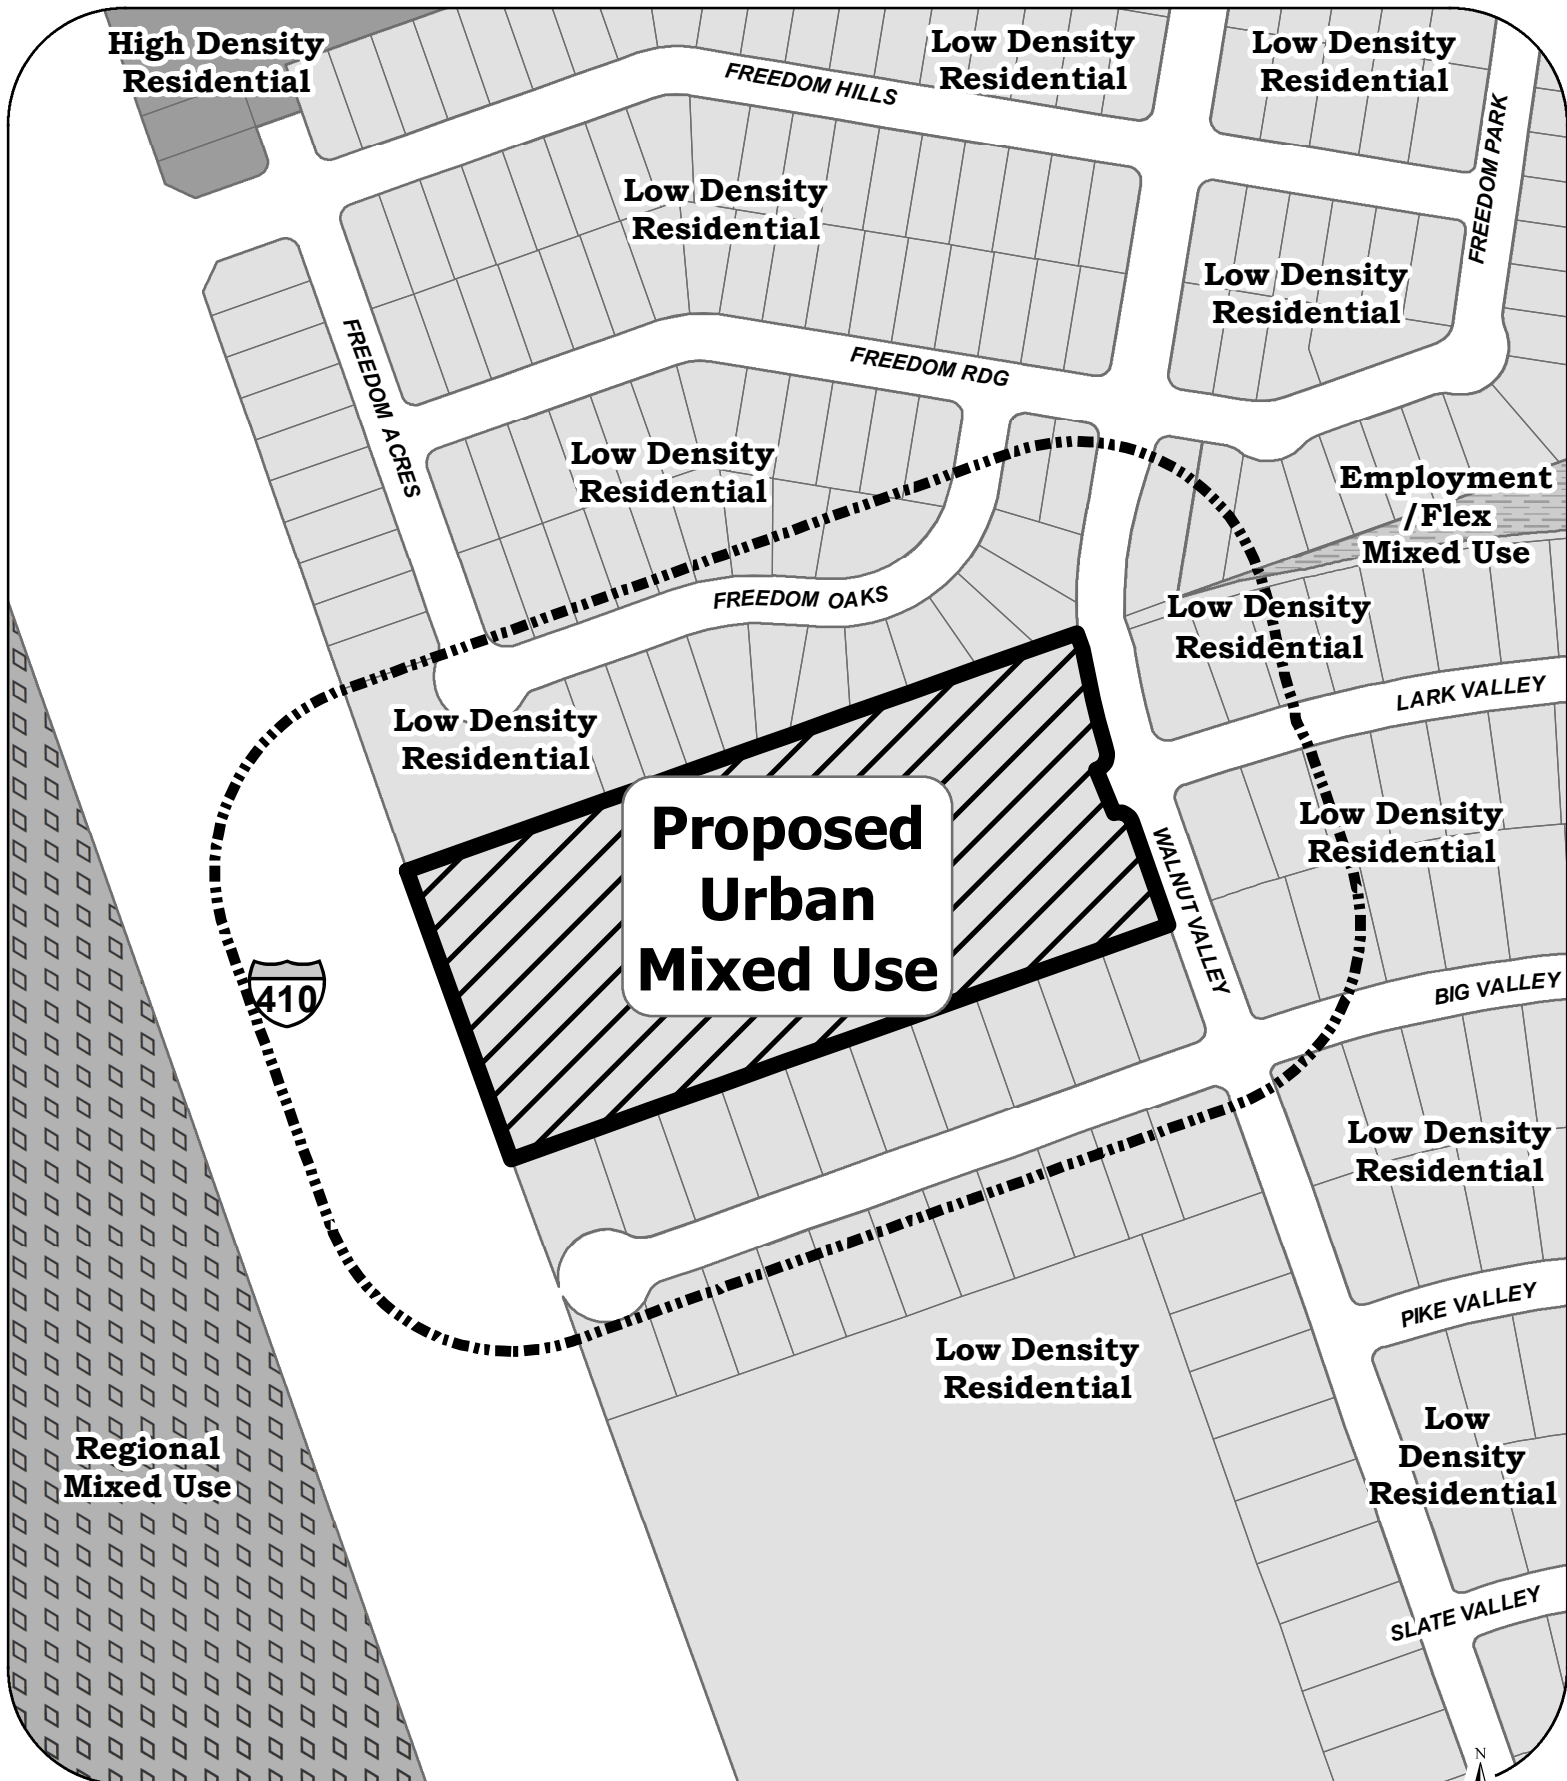 High Density
Residential
Low Density
Residential
Low Density
Residential
FREEDOM HILLS
FREEDOM PARK
Low Density
Residential
Low Density
Residential
FREEDOM ACRES
FREEDOM RDG
Low Density
Residential
Employment
/Flex
Mixed Use
FREEDOM OAKS
Low Density
Residential
LARK VALLEY
Low Density
Residential
Proposed
Urban
Mixed Use
Low Density
Residential
WALNUT VALLEY
410
BIG VALLEY
Low Density
Residential
PIKE VALLEY
Low Density
Residential
Low
Density
Residential
Regional
Mixed Use
SLATE VALLEY
N